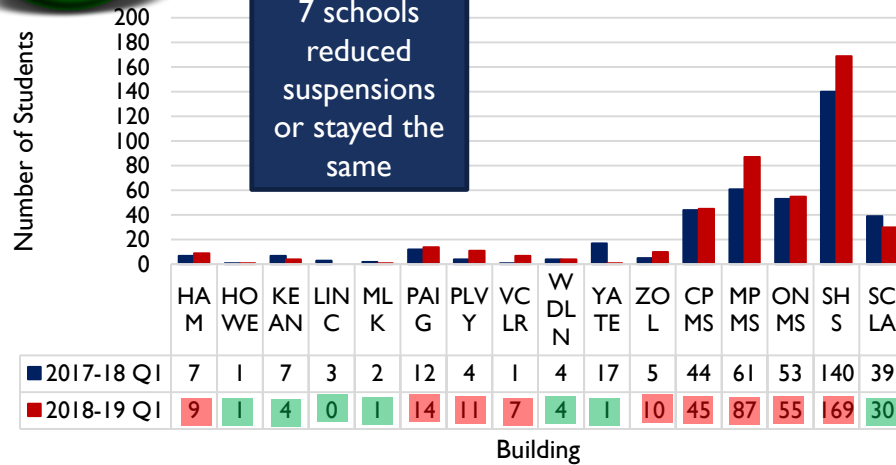 7 schools
reduced
suspensions
or stayed the
same
Number of Students
200
180
160
140
120
100
80
60
40
20
0
HA HO KE LIN ML PAI PLV VC W YA ZO CP MP ON SH SC
M WE AN C K G Y LR DL TE L MS MS MS S LA
N
2017-18 Q1 7 1 7 3 2 12 4 1 4 17 5 44 61 53 140 39
2018-19 Q1 9 1 4 0 1 14 11 7 4 1 10 45 87 55 169 30
Building